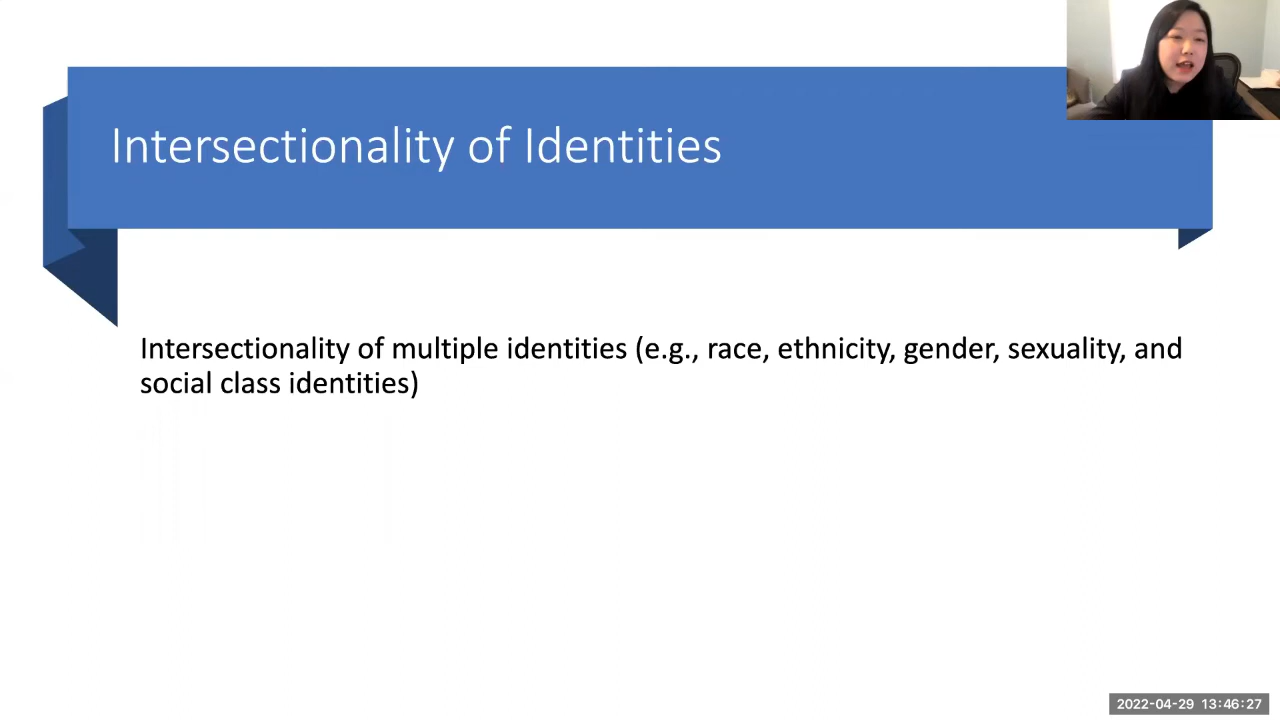 Intersectionality of Identities
Intersectionality of multiple identities (e.g., race, ethnicity, gender, sexuality, and
social class identities)
2022-04-29 13:46:27